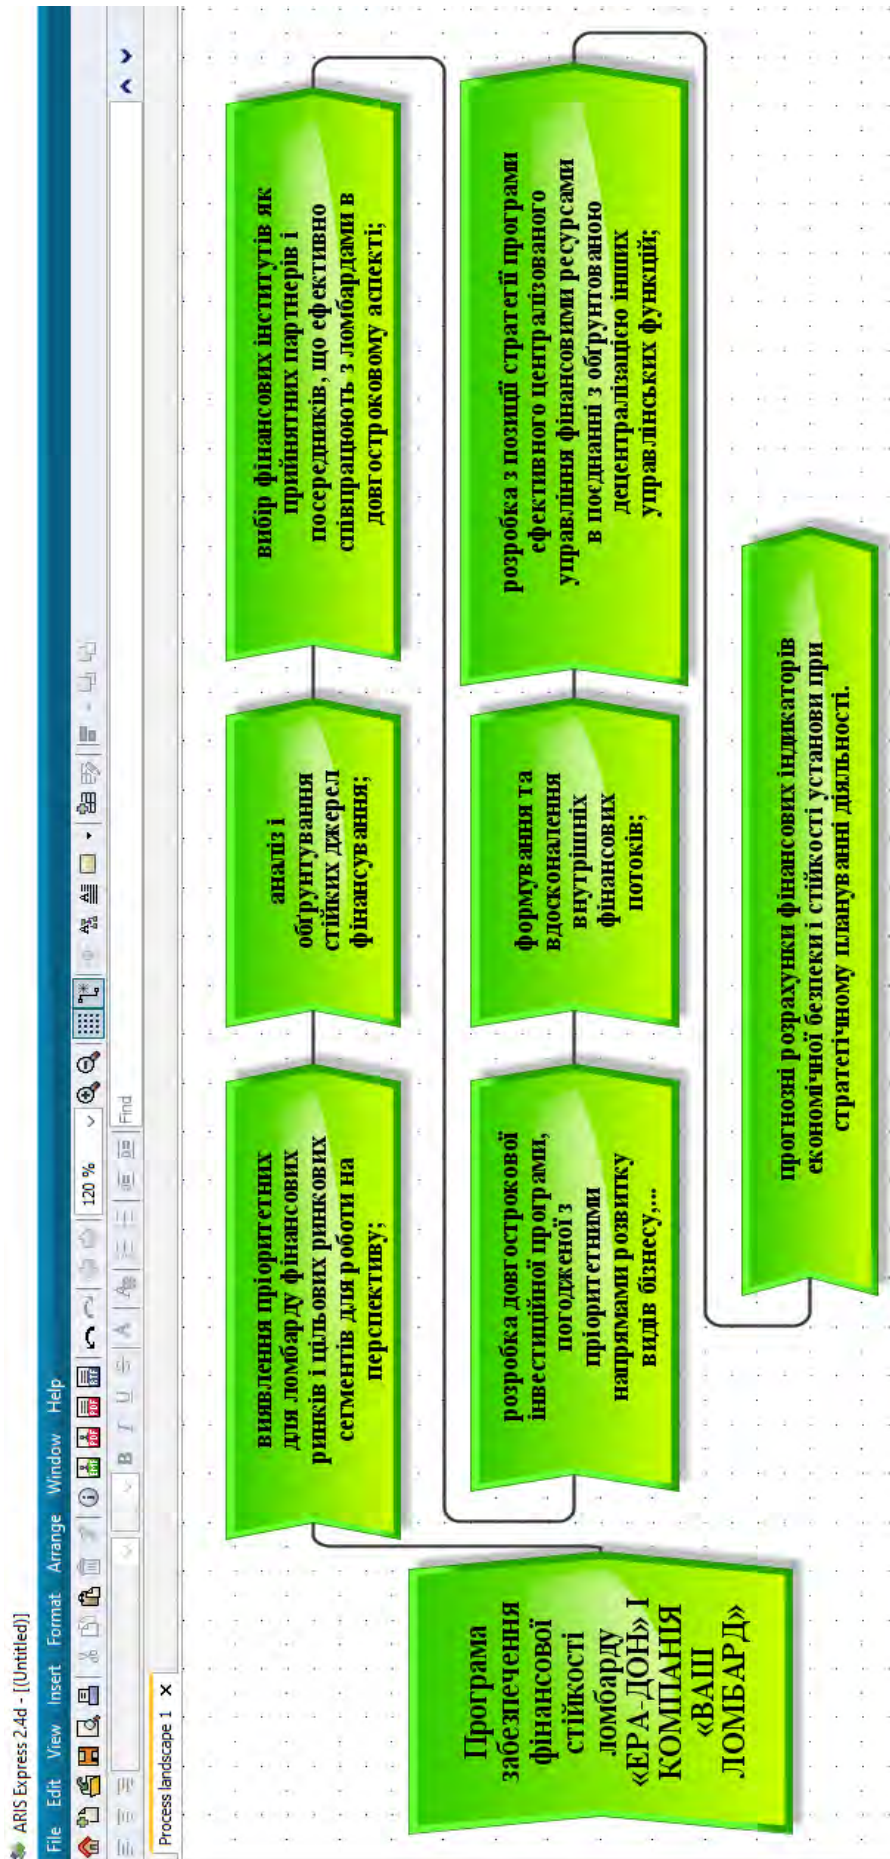 ARIS Express 2.4d - [(Untitled)]
File Edit View Insert Format Arrange Window Help
120 %
Find
Process landscape 1
Програма
забезпечення
фінансової
стійкості
ломбарду
«ЕРА-ДОН» І
КОМПАНІЯ
«ВАШ
ЛОМБАРД»
виявлення пріоритетних
для ломбарду фінансових
ринків і цільових ринкових
сегментів для роботи на
перспективу;
аналіз і
обґрунтування
стійких джерел
фінансування;
вибір фінансових інститутів як
прийнятних партнерів і
посередників, що ефективно
співпрацюють з ломбардами в
довгостроковому аспекті;
розробка довгострокової
інвестиційної програми,
погодженої з
пріоритетними
напрямами розвитку
видів бізнесу,...
формування та
вдосконалення
внутрішніх
фінансових
потоків;
розробка з позиції стратегії програми
ефективного централізованого
управління фінансовими ресурсами
в поєднанні з обґрунтованою
децентралізацією інших
управлінських функцій;
прогнозні розрахунки фінансових індикаторів
економічної безпеки і стійкості установи при
стратегічному плануванні діяльності.